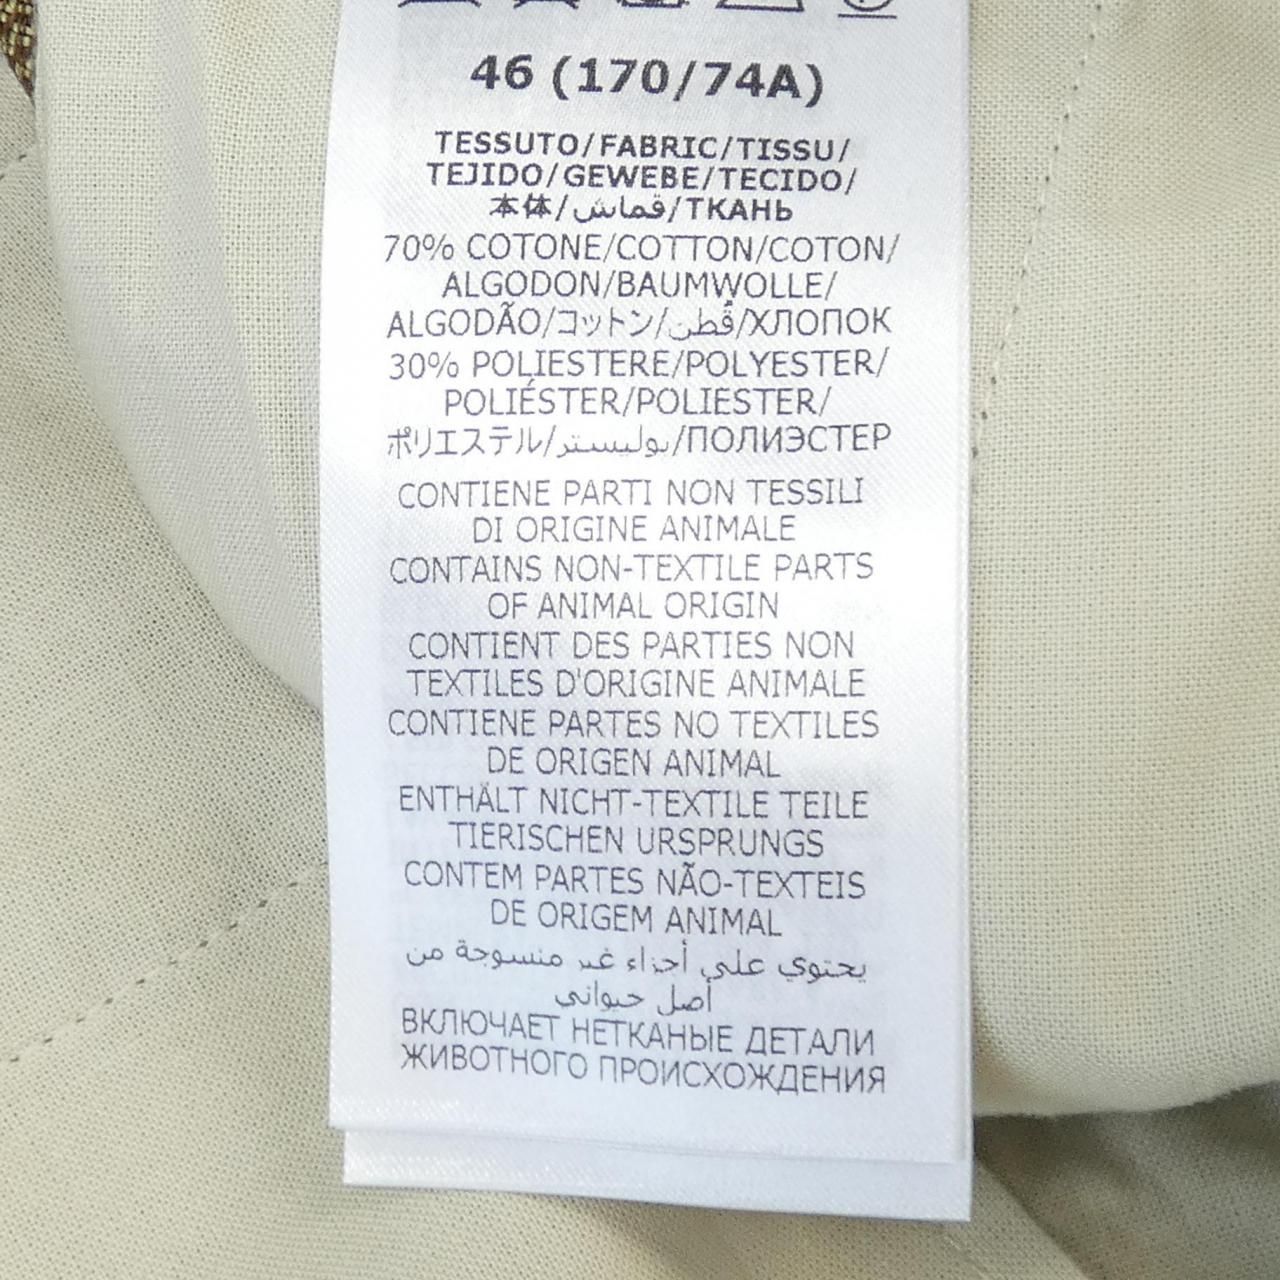 46 (170/74A)
TESSUTO/FABRIC/TISSU/
TEJIDO/GEWEBE/TECIDO/
本体/قماش/ТКАНЬ
70% COTONE/COTTON/COTON/
ALGODON/BAUMWOLLE/
ALGODÃO/コットン/قُطن/ХЛОПОК
30% POLIESTERE/POLYESTER/
POLIÉSTER/POLIESTER/
ポリエステル/بوليستر/ПОЛИЭСТЕР
CONTIENE PARTI NON TESSILI
DI ORIGINE ANIMALE
CONTAINS NON-TEXTILE PARTS
OF ANIMAL ORIGIN
CONTIENT DES PARTIES NON
TEXTILES D'ORIGINE ANIMALE
CONTIENE PARTES NO TEXTILES
DE ORIGEN ANIMAL
ENTHÄLT NICHT-TEXTILE TEILE
TIERISCHEN URSPRUNGS
CONTEM PARTES NÃO-TEXTEIS
DE ORIGEM ANIMAL
يحتوي على أجزاء غير منسوجة من
أصل حيواني
ВКЛЮЧАЕТ НЕТКАНЫЕ ДЕТАЛИ
ЖИВОТНОГО ПРОИСХОЖДЕНИЯ